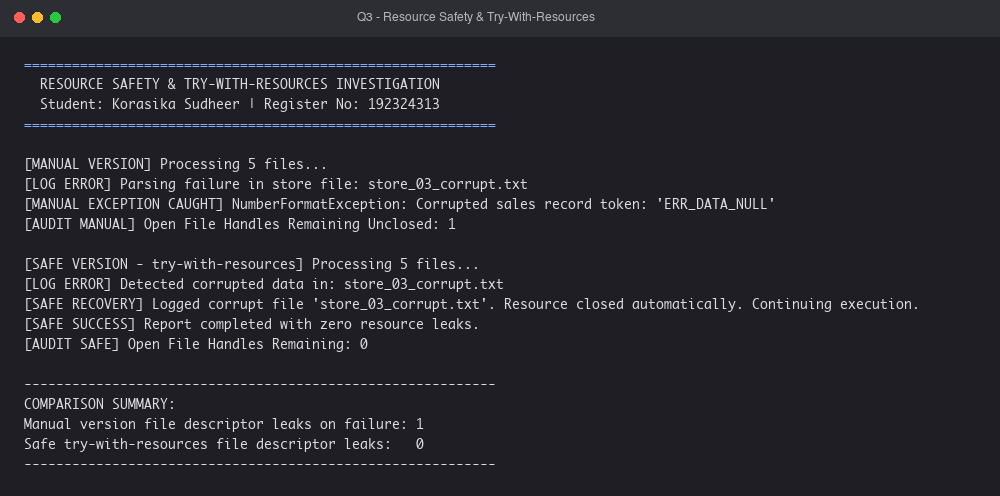 Q3 - Resource Safety & Try-With-Resources
===========================================================
RESOURCE SAFETY & TRY-WITH-RESOURCES INVESTIGATION
Student: Korasika Sudheer | Register No: 192324313
===========================================================
[MANUAL VERSION] Processing 5 files...
[LOG ERROR] Parsing failure in store file: store_03_corrupt.txt
[MANUAL EXCEPTION CAUGHT] NumberFormatException: Corrupted sales record token: 'ERR_DATA_NULL'
[AUDIT MANUAL] Open File Handles Remaining Unclosed: 1
[SAFE VERSION - try-with-resources] Processing 5 files...
[LOG ERROR] Detected corrupted data in: store_03_corrupt.txt
[SAFE RECOVERY] Logged corrupt file 'store_03_corrupt.txt'. Resource closed automatically. Continuing execution.
[SAFE SUCCESS] Report completed with zero resource leaks.
[AUDIT SAFE] Open File Handles Remaining: 0
-----------------------------------------------------------
COMPARISON SUMMARY:
Manual version file descriptor leaks on failure: 1
Safe try-with-resources file descriptor leaks:   0
-----------------------------------------------------------